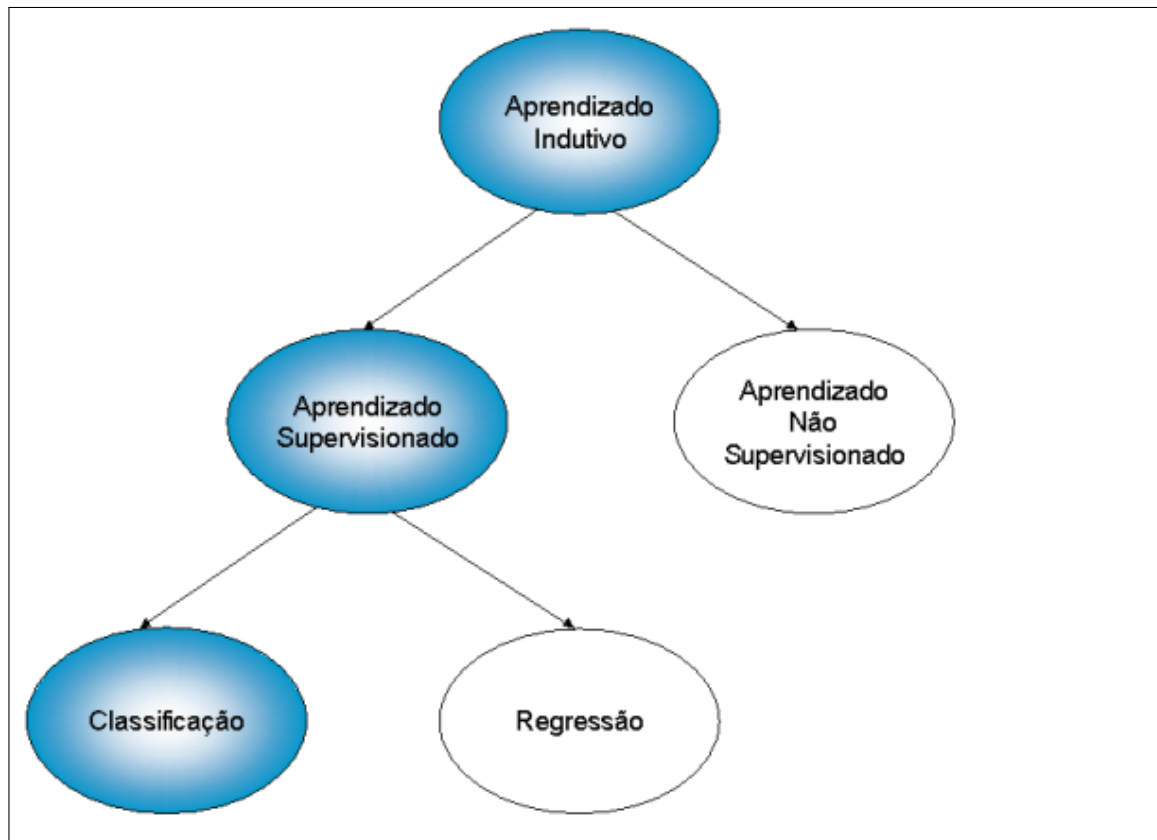 Aprendizado
Indutivo
Aprendizado
Supervisionado
Aprendizado
Não
Supervisionado
Classificação
Regressão